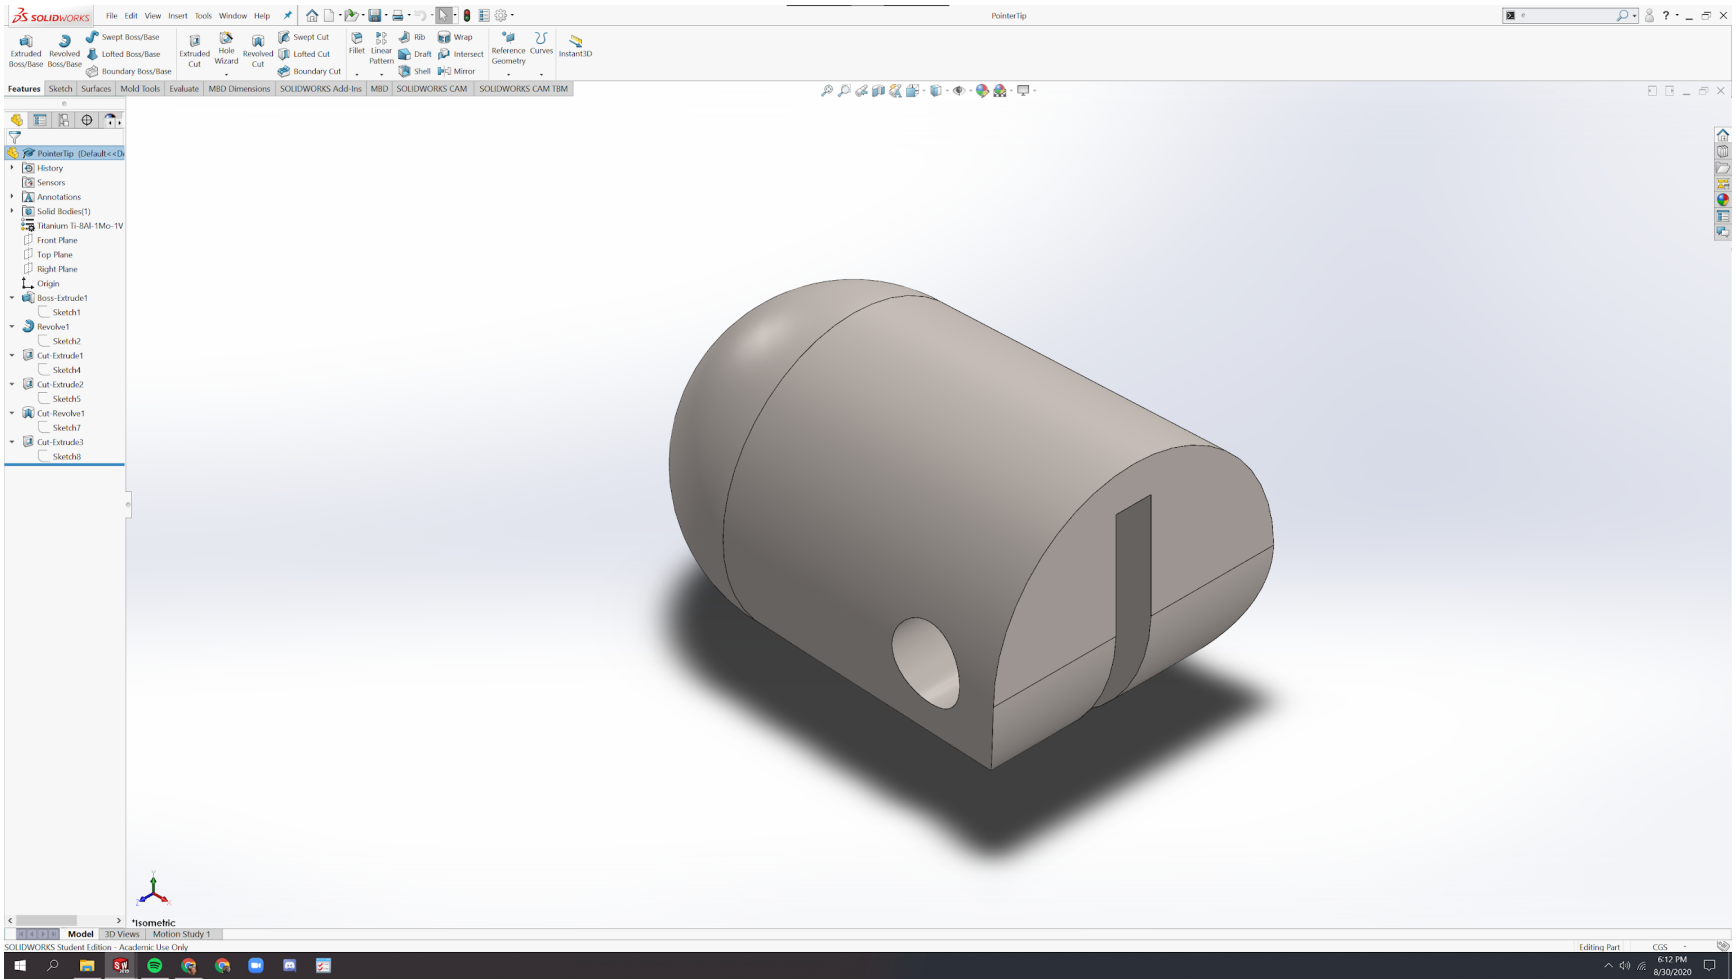 SOLIDWORKS File Edit View Insert Tools Window Help PointerTip
Extruded Boss/Base Revolved Boss/Base Swept Boss/Base Lofted Boss/Base Boundary Boss/Base Extruded Cut Hole Wizard Revolved Cut Swept Cut Lofted Cut Boundary Cut Fillet Linear Pattern Rib Draft Shell Wrap Intersect Mirror Reference Geometry Curves Instant3D
Features Sketch Surfaces Mold Tools Evaluate MBD Dimensions SOLIDWORKS Add-Ins MBD SOLIDWORKS CAM SOLIDWORKS CAM TBM
PointerTip (Default<<De
History
Sensors
Annotations
Solid Bodies(1)
Titanium Ti-8Al-1Mo-1V
Front Plane
Top Plane
Right Plane
Origin
Boss-Extrude1
Sketch1
Revolve1
Sketch2
Cut-Extrude1
Sketch4
Cut-Extrude2
Sketch5
Cut-Revolve1
Sketch7
Cut-Extrude3
Sketch8
*Isometric
Model 3D Views Motion Study 1
SOLIDWORKS Student Edition - Academic Use Only Editing Part CGS
6:12 PM
8/30/2020